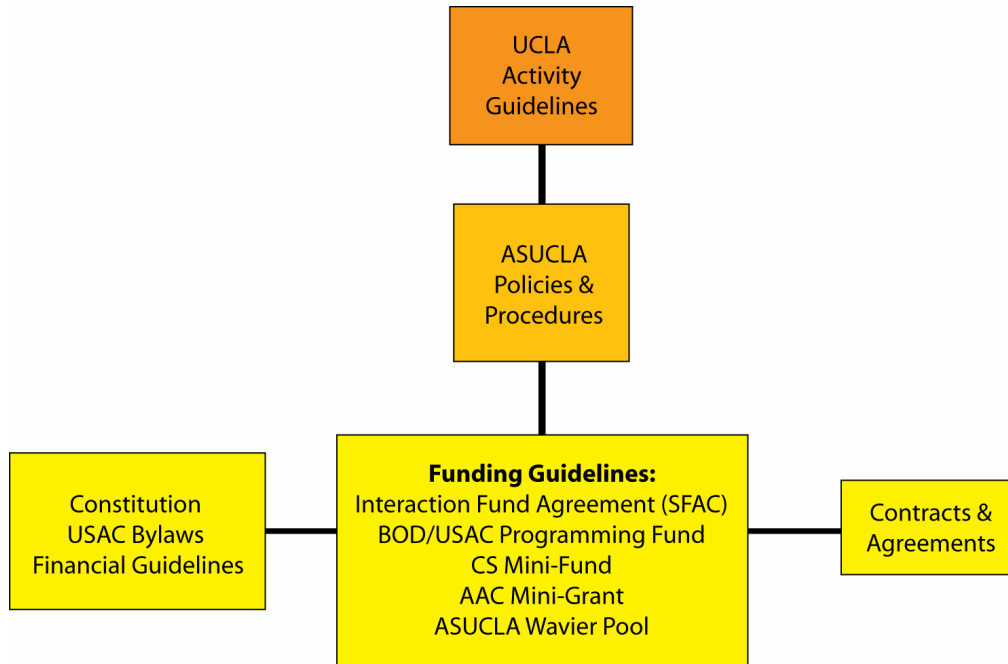 UCLA
Activity
Guidelines
ASUCLA
Policies &
Procedures
Constitution
USAC Bylaws
Financial Guidelines
Funding Guidelines:
Interaction Fund Agreement (SFAC)
BOD/USAC Programming Fund
CS Mini-Fund
AAC Mini-Grant
ASUCLA Wavier Pool
Contracts &
Agreements